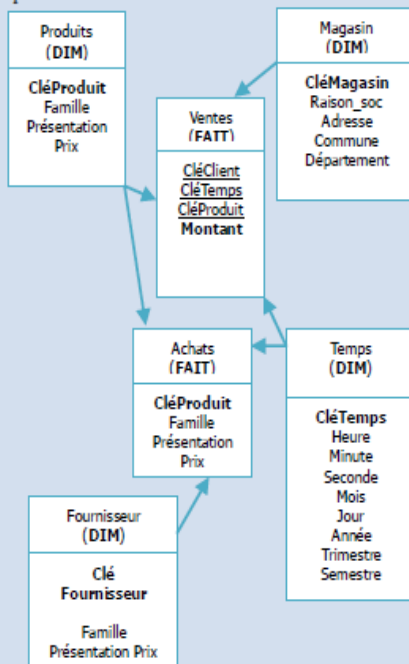 Produits
(DIM)
CléProduit
Famille
Présentation
Prix
Magasin
(DIM)
CléMagasin
Raison_soc
Adresse
Commune
Département
Ventes
(FAIT)
CléClient
CléTemps
CléProduit
Montant
Achats
(FAIT)
CléProduit
Famille
Présentation
Prix
Temps
(DIM)
CléTemps
Heure
Minute
Seconde
Mois
Jour
Année
Trimestre
Semestre
Fournisseur
(DIM)
Clé
Fournisseur
Famille
Présentation Prix